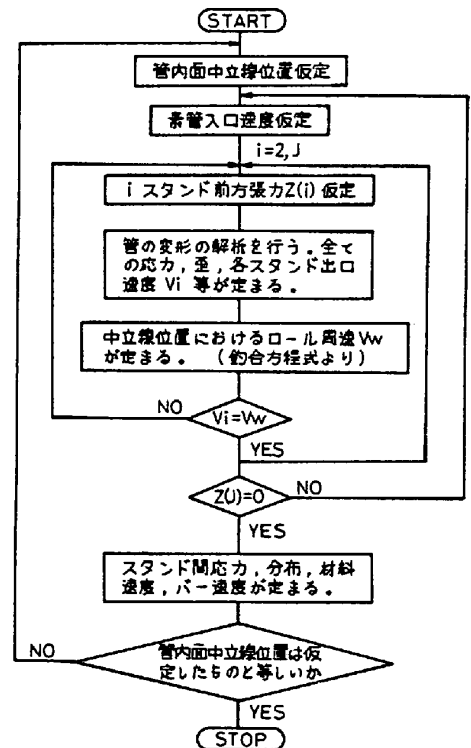 START
管内面中立線位置仮定
素管入口速度仮定
i=2,J
i スタンド前方張力Z(i) 仮定
管の変形の解析を行う。全て
の応力,歪,各スタンド出口
速度 Vi 等が定まる。
中立線位置におけるロール周速Vw
が定まる。 (釣合方程式より)
NO
Vi=Vw
YES
Z(J)=0
NO
YES
スタンド間応力,分布,材料
速度,バー速度が定まる。
NO
管内面中立線位置は仮
定したものと等しいか
YES
STOP